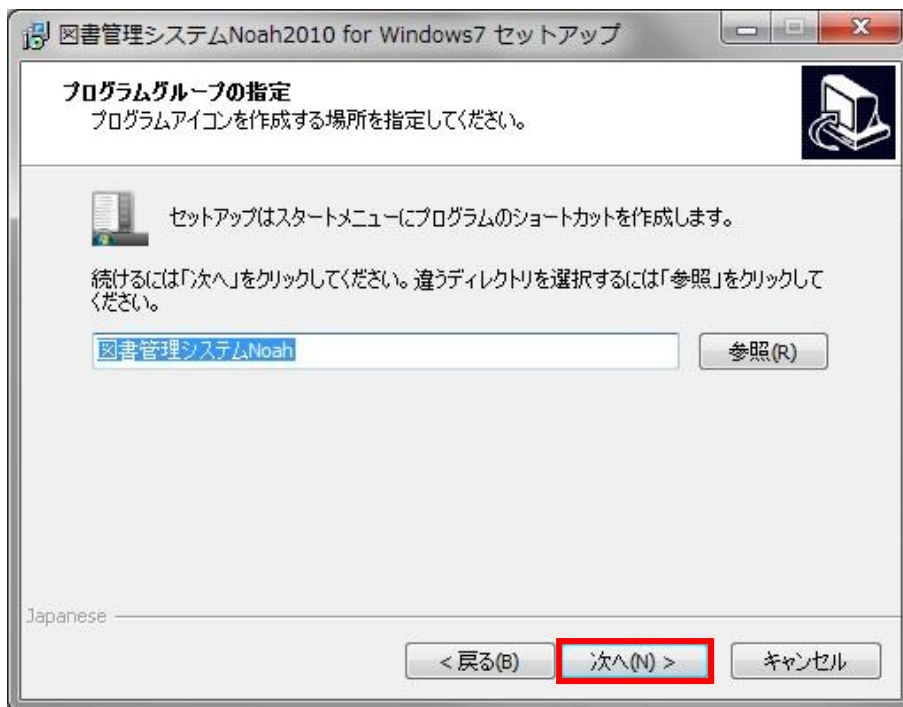 図書管理システムNoah2010 for Windows7 セットアップ
プログラムグループの指定
プログラムアイコンを作成する場所を指定してください。
セットアップはスタートメニューにプログラムのショートカットを作成します。
続けるには「次へ」をクリックしてください。違うディレクトリを選択するには「参照」をクリックして
ください。
図書管理システムNoah
参照(R)
Japanese
< 戻る(B)
次へ(N) >
キャンセル